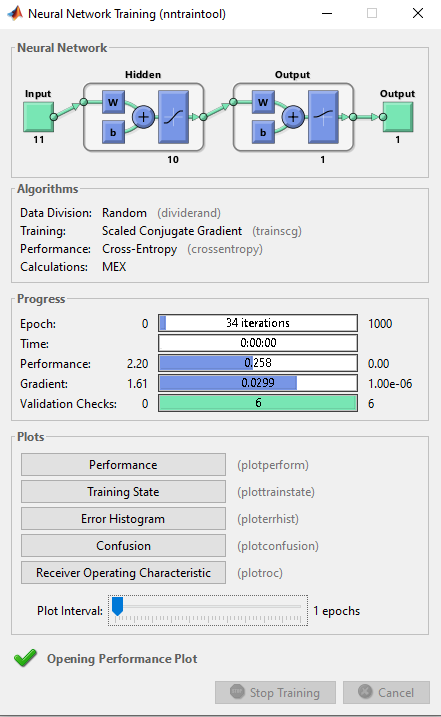 Neural Network Training (nntraintool)
Neural Network
Hidden Output
Input W b + W b + Output
11 10 1 1
Algorithms
Data Division: Random (dividerand)
Training: Scaled Conjugate Gradient (trainscg)
Performance: Cross-Entropy (crossentropy)
Calculations: MEX
Progress
Epoch: 0 34 iterations 1000
Time: 0:00:00
Performance: 2.20 0.258 0.00
Gradient: 1.61 0.0299 1.00e-06
Validation Checks: 0 6 6
Plots
Performance (plotperform)
Training State (plottrainstate)
Error Histogram (ploterrhist)
Confusion (plotconfusion)
Receiver Operating Characteristic (plotroc)
Plot Interval: 1 epochs
Opening Performance Plot
Stop Training Cancel